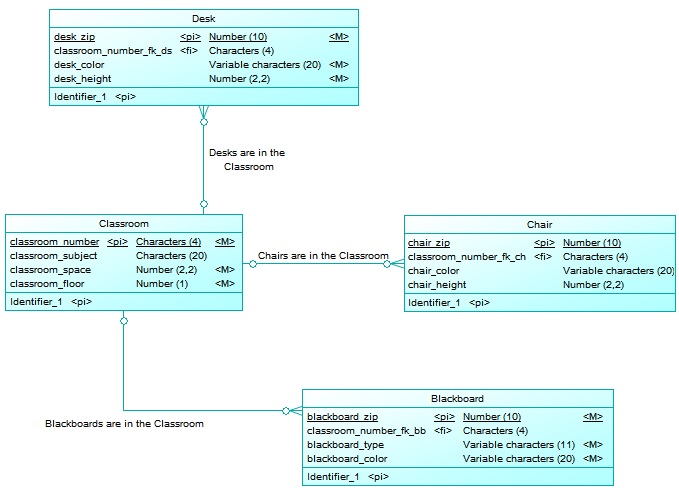 Desk
desk_zip <pi> Number (10) <M>
classroom_number_fk_ds <fi> Characters (4)
desk_color Variable characters (20) <M>
desk_height Number (2,2) <M>
Identifier_1 <pi>
Desks are in the
Classroom
Classroom
classroom_number <pi> Characters (4) <M>
classroom_subject Characters (20)
classroom_space Number (2,2) <M>
classroom_floor Number (1) <M>
Identifier_1 <pi>
Chairs are in the Classroom
Chair
chair_zip <pi> Number (10)
classroom_number_fk_ch <fi> Characters (4)
chair_color Variable characters (20)
chair_height Number (2,2)
Identifier_1 <pi>
Blackboards are in the Classroom
Blackboard
blackboard_zip <pi> Number (10) <M>
classroom_number_fk_bb <fi> Characters (4)
blackboard_type Variable characters (11) <M>
blackboard_color Variable characters (20) <M>
Identifier_1 <pi>